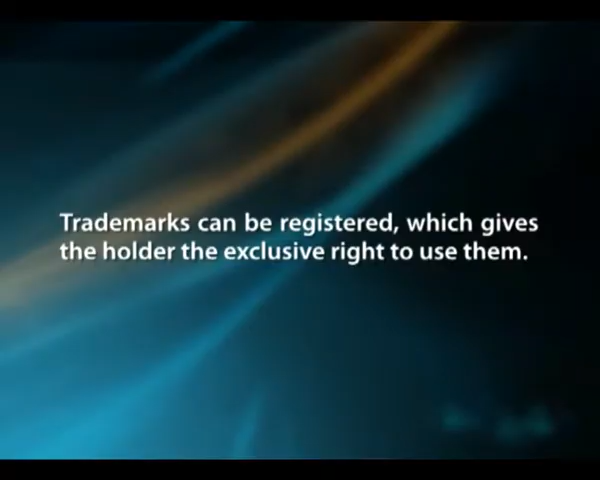 Trademarks can be registered, which gives
the holder the exclusive right to use them.